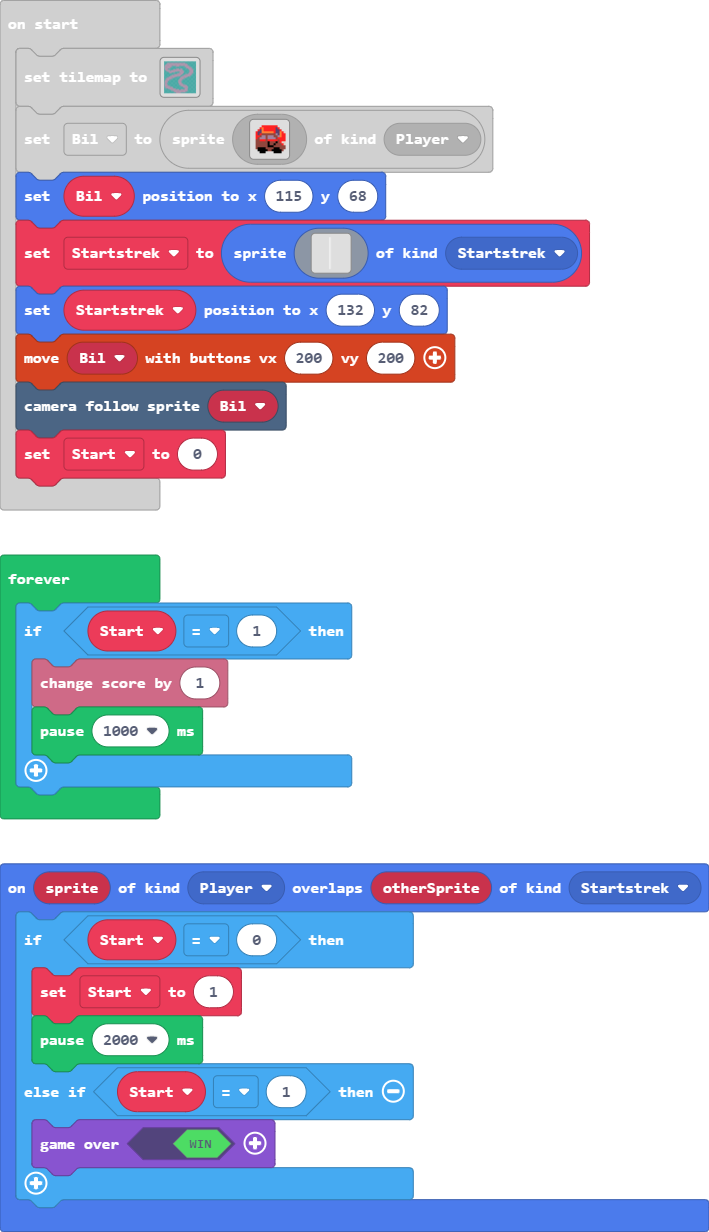 on start
set tilemap to
set Bil to sprite of kind Player
set Bil position to x 115 y 68
set Startstrek to sprite of kind Startstrek
set Startstrek position to x 132 y 82
move Bil with buttons vx 200 vy 200
camera follow sprite Bil
set Start to 0
forever
if Start = 1 then
change score by 1
pause 1000 ms
on sprite of kind Player overlaps otherSprite of kind Startstrek
if Start = 0 then
set Start to 1
pause 2000 ms
else if Start = 1 then
game over WIN